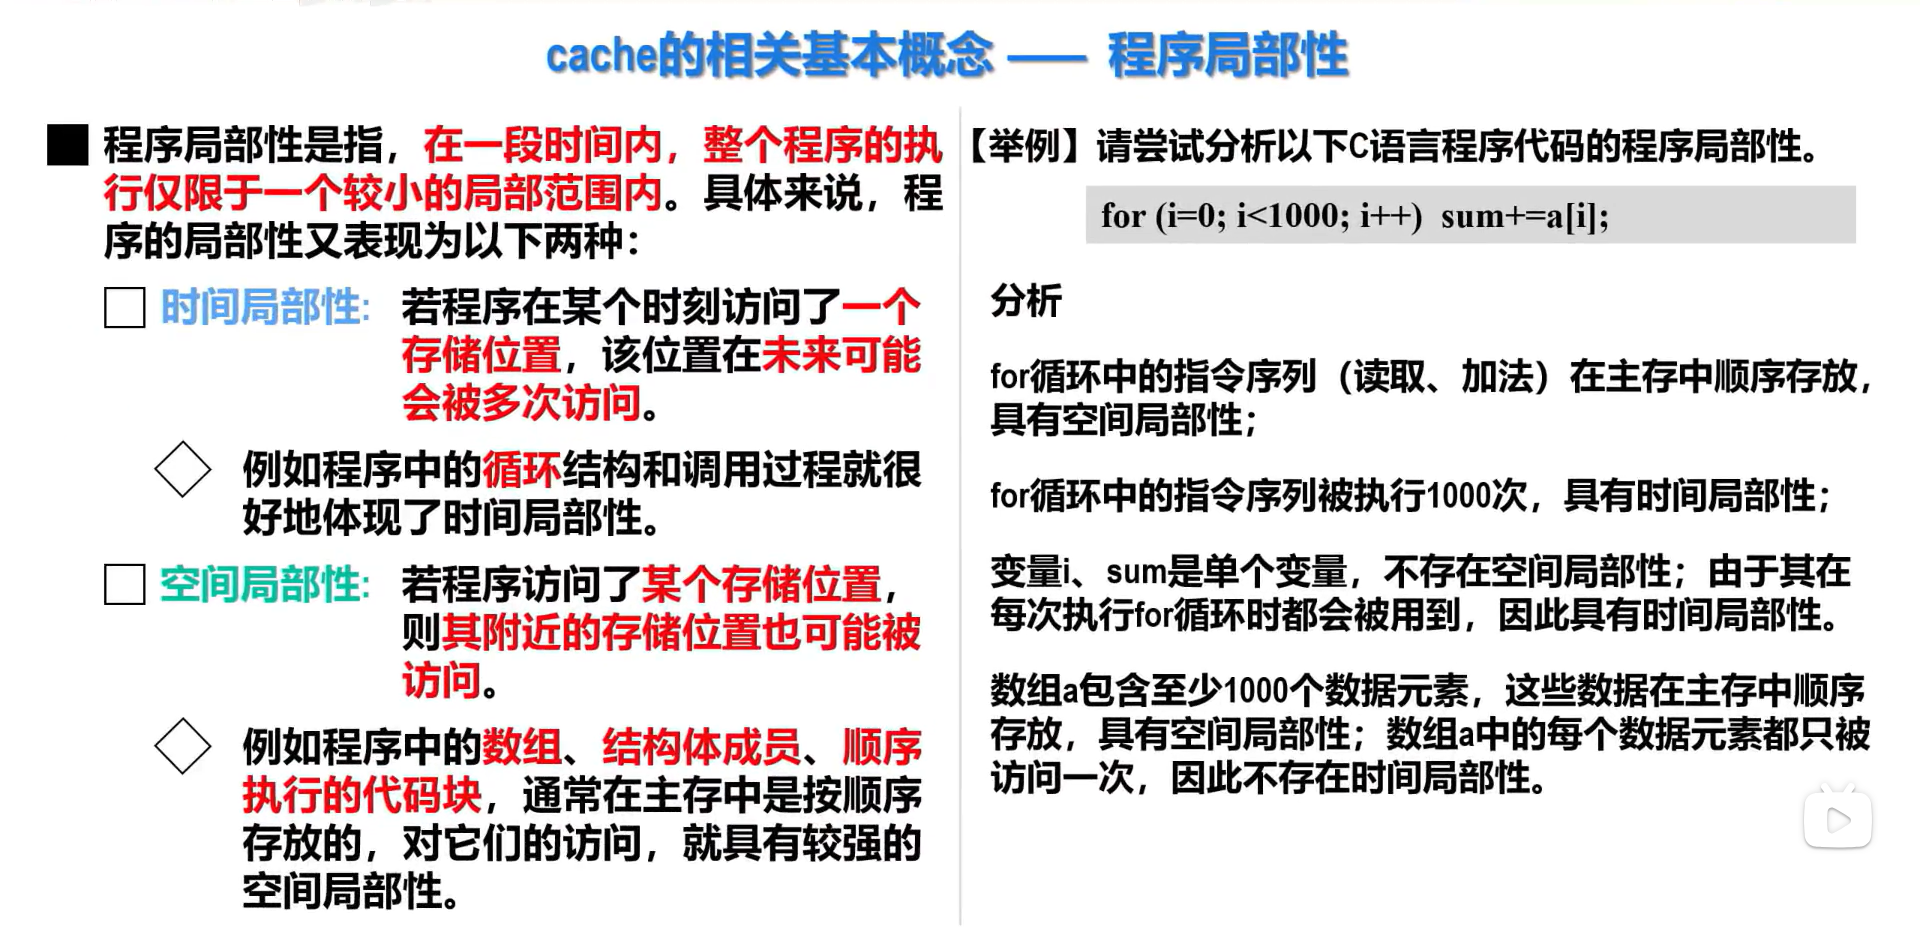 cache的相关基本概念 —— 程序局部性
程序局部性是指，在一段时间内，整个程序的执
行仅限于一个较小的局部范围内。具体来说，程
序的局部性又表现为以下两种：
时间局部性: 若程序在某个时刻访问了一个
存储位置，该位置在未来可能
会被多次访问。
例如程序中的循环结构和调用过程就很
好地体现了时间局部性。
空间局部性: 若程序访问了某个存储位置，
则其附近的存储位置也可能被
访问。
例如程序中的数组、结构体成员、顺序
执行的代码块，通常在主存中是按顺序
存放的，对它们的访问，就具有较强的
空间局部性。
【举例】请尝试分析以下C语言程序代码的程序局部性。
for (i=0; i<1000; i++) sum+=a[i];
分析
for循环中的指令序列（读取、加法）在主存中顺序存放，
具有空间局部性；
for循环中的指令序列被执行1000次，具有时间局部性；
变量i、sum是单个变量，不存在空间局部性；由于其在
每次执行for循环时都会被用到，因此具有时间局部性。
数组a包含至少1000个数据元素，这些数据在主存中顺序
存放，具有空间局部性；数组a中的每个数据元素都只被
访问一次，因此不存在时间局部性。